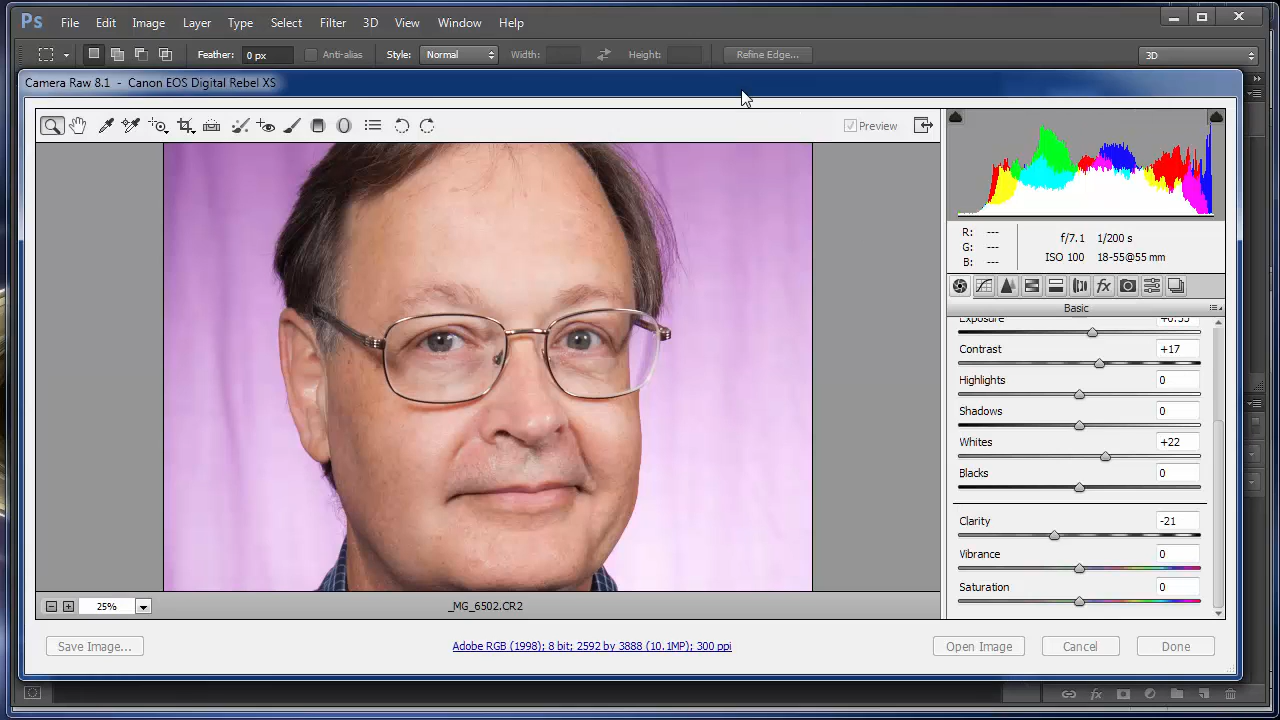 Ps File Edit Image Layer Type Select Filter 3D View Window Help
Feather: 0 px Anti-alias Style: Normal Width: Height: Refine Edge... 3D
Camera Raw 8.1 - Canon EOS Digital Rebel XS
Preview
R: ---
G: ---
B: ---
f/7.1 1/200 s
ISO 100 18-55@55 mm
fx
Basic
Exposure +0.55
Contrast +17
Highlights 0
Shadows 0
Whites +22
Blacks 0
Clarity -21
Vibrance 0
Saturation 0
25%
_MG_6502.CR2
Save Image...
Adobe RGB (1998); 8 bit; 2592 by 3888 (10.1MP); 300 ppi
Open Image Cancel Done
fx